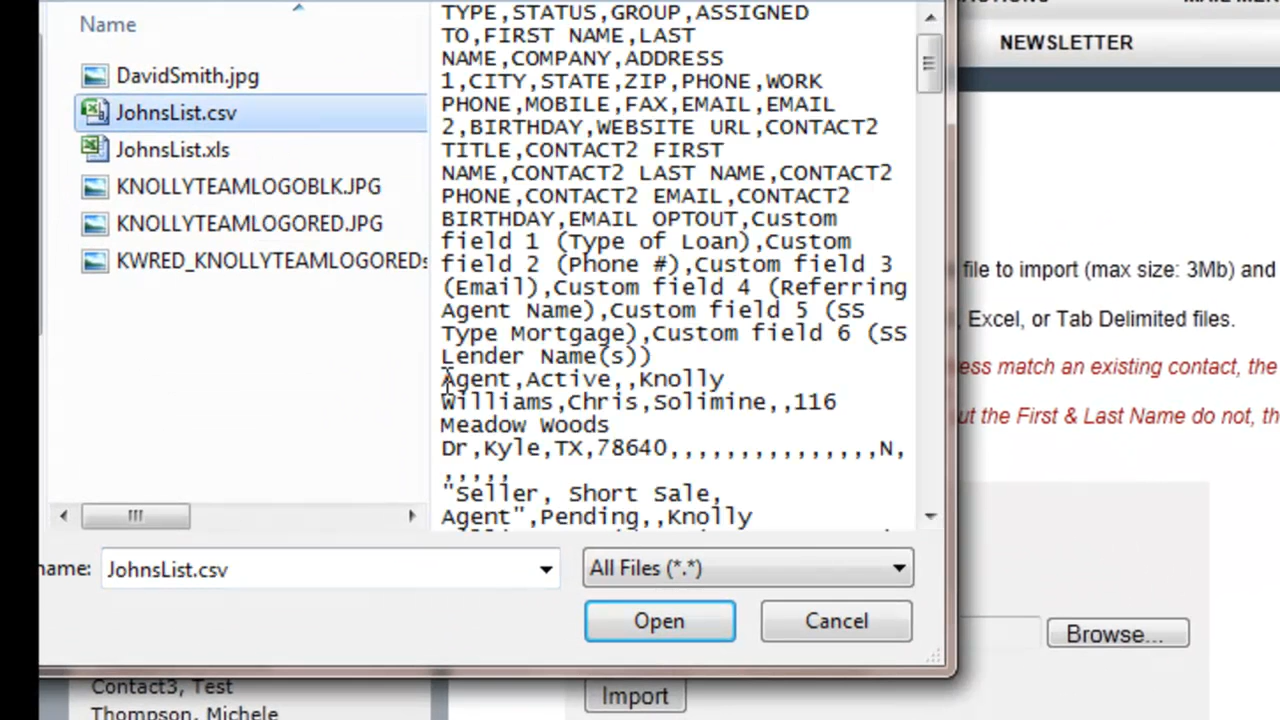 NEWSLETTER
Name
DavidSmith.jpg
JohnsList.csv
JohnsList.xls
KNOLLYTEAMLOGOBLK.JPG
KNOLLYTEAMLOGORED.JPG
KWRED_KNOLLYTEAMLOGOREDs
TYPE,STATUS,GROUP,ASSIGNED
TO,FIRST NAME,LAST
NAME,COMPANY,ADDRESS
1,CITY,STATE,ZIP,PHONE,WORK
PHONE,MOBILE,FAX,EMAIL,EMAIL
2,BIRTHDAY,WEBSITE URL,CONTACT2
TITLE,CONTACT2 FIRST
NAME,CONTACT2 LAST NAME,CONTACT2
PHONE,CONTACT2 EMAIL,CONTACT2
BIRTHDAY,EMAIL OPTOUT,Custom
field 1 (Type of Loan),Custom
field 2 (Phone #),Custom field 3
(Email),Custom field 4 (Referring
Agent Name),Custom field 5 (SS
Type Mortgage),Custom field 6 (SS
Lender Name(s))
Agent,Active,,Knolly
Williams,Chris,Solimine,,116
Meadow Woods
Dr,Kyle,TX,78640,,,,,,,,,,,,,,,N,
,,,,,
"Seller, Short Sale,
Agent",Pending,,Knolly
file to import (max size: 3Mb) and
, Excel, or Tab Delimited files.
ess match an existing contact, the
ut the First & Last Name do not, th
name: JohnsList.csv
All Files (*.*)
Open Cancel
Browse...
Import
Contact3, Test
Thompson, Michele